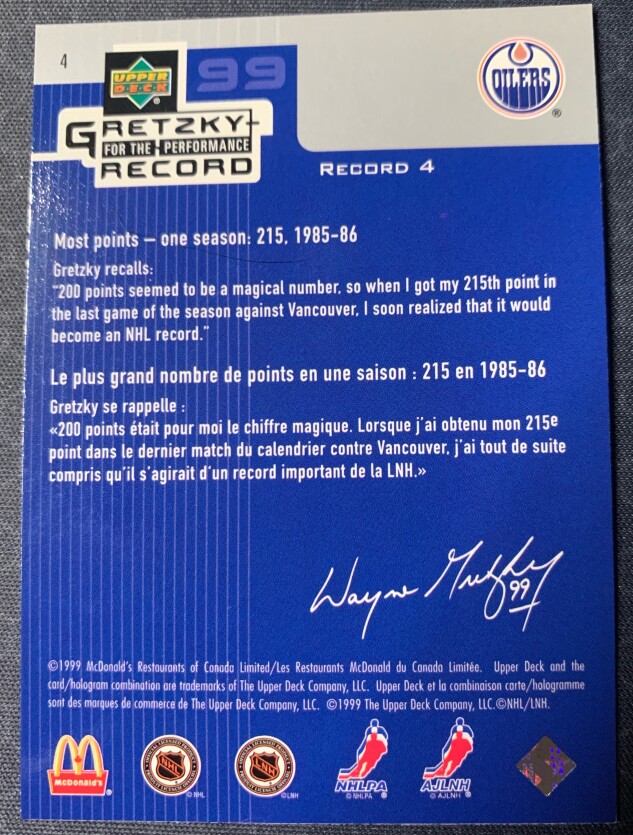 4
UPPER
DECK
®
99
OILERS
®
GRETZKY
FOR THE PERFORMANCE
RECORD
RECORD 4
Most points – one season: 215, 1985-86
Gretzky recalls:
"200 points seemed to be a magical number, so when I got my 215th point in
the last game of the season against Vancouver, I soon realized that it would
become an NHL record."
Le plus grand nombre de points en une saison : 215 en 1985-86
Gretzky se rappelle :
«200 points était pour moi le chiffre magique. Lorsque j'ai obtenu mon 215e
point dans le dernier match du calendrier contre Vancouver, j'ai tout de suite
compris qu'il s'agirait d'un record important de la LNH.»
Wayne Gretzky
99
©1999 McDonald's Restaurants of Canada Limited/Les Restaurants McDonald du Canada Limitée. Upper Deck and the
card/hologram combination are trademarks of The Upper Deck Company, LLC. Upper Deck et la combinaison carte/hologramme
sont des marques de commerce de The Upper Deck Company, LLC. ©1999 The Upper Deck Company, LLC.©NHL/LNH.
McDonald's ®
NHL
© NHL
LNH
© LNH
NHLPA
© NHLPA
AJLNH
© AJLNH